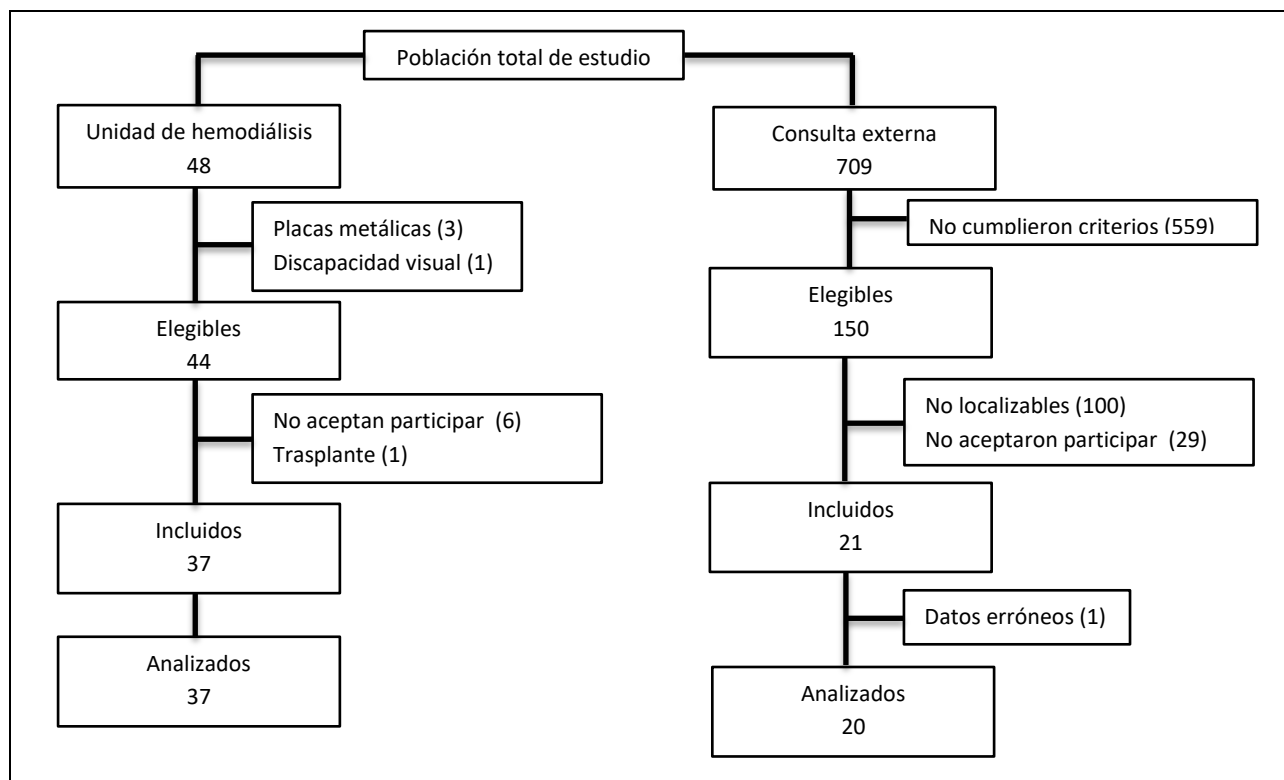 Población total de estudio
Unidad de hemodiálisis
48
Placas metálicas (3)
Discapacidad visual (1)
Elegibles
44
No aceptan participar (6)
Trasplante (1)
Incluidos
37
Analizados
37
Consulta externa
709
No cumplieron criterios (559)
Elegibles
150
No localizables (100)
No aceptaron participar (29)
Incluidos
21
Datos erróneos (1)
Analizados
20